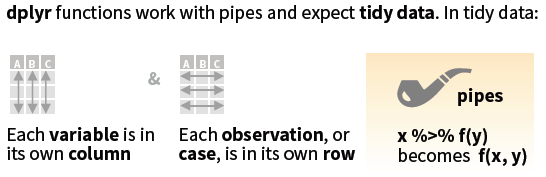 dplyr functions work with pipes and expect tidy data. In tidy data:
A B C
&
A B C
pipes
Each variable is in
its own column
Each observation, or
case, is in its own row
x %>% f(y)
becomes f(x, y)